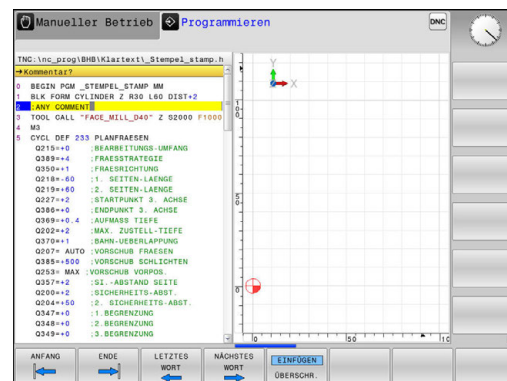 Manueller Betrieb
Programmieren
DNC
TNC:\nc_prog\BHB\Klartext\_Stempel_stamp.h
→Kommentar?
0 BEGIN PGM _STEMPEL_STAMP MM
1 BLK FORM CYLINDER Z R30 L60 DIST+2
2 ;ANY COMMENT
3 TOOL CALL "FACE_MILL_D40" Z S2000 F1000
4 M3
5 CYCL DEF 233 PLANFRAESEN
Q215=+0 ;BEARBEITUNGS-UMFANG
Q389=+4 ;FRAESSTRATEGIE
Q350=+1 ;FRAESRICHTUNG
Q218=-60 ;1. SEITEN-LAENGE
Q219=+60 ;2. SEITEN-LAENGE
Q227=+2 ;STARTPUNKT 3. ACHSE
Q386=+0 ;ENDPUNKT 3. ACHSE
Q369=+0.4 ;AUFMASS TIEFE
Q202=+2 ;MAX. ZUSTELL-TIEFE
Q370=+1 ;BAHN-UEBERLAPPUNG
Q207= AUTO ;VORSCHUB FRAESEN
Q385=+500 ;VORSCHUB SCHLICHTEN
Q253= MAX ;VORSCHUB VORPOS.
Q357=+2 ;SI.-ABSTAND SEITE
Q200=+2 ;SICHERHEITS-ABST.
Q204=+50 ;2. SICHERHEITS-ABST.
Q347=+0 ;1.BEGRENZUNG
Q348=+0 ;2.BEGRENZUNG
Q349=+0 ;3.BEGRENZUNG
Y
X
0
50
ANFANG
ENDE
LETZTES
WORT
NÄCHSTES
WORT
EINFÜGEN
ÜBERSCHR.